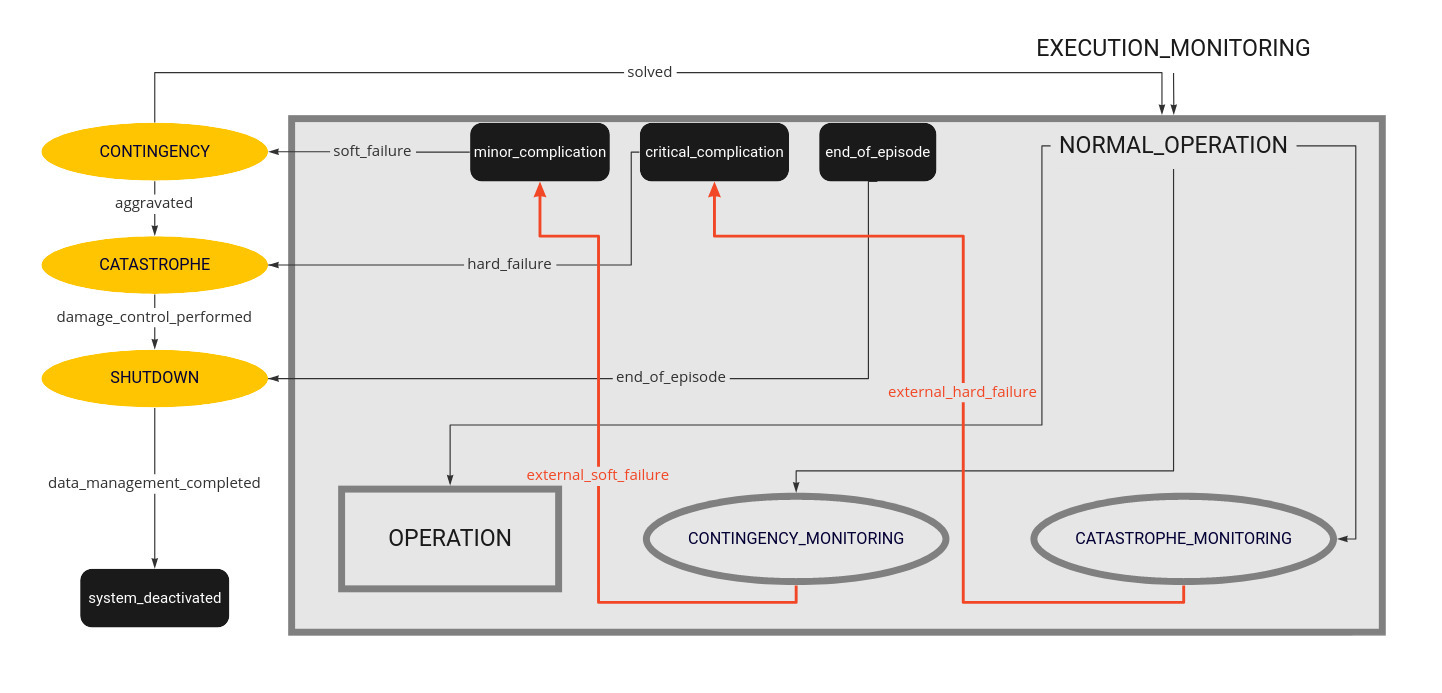 EXECUTION_MONITORING
solved
CONTINGENCY
soft_failure
minor_complication
critical_complication
end_of_episode
NORMAL_OPERATION
aggravated
CATASTROPHE
hard_failure
damage_control_performed
SHUTDOWN
end_of_episode
external_hard_failure
external_soft_failure
data_management_completed
OPERATION
CONTINGENCY_MONITORING
CATASTROPHE_MONITORING
system_deactivated